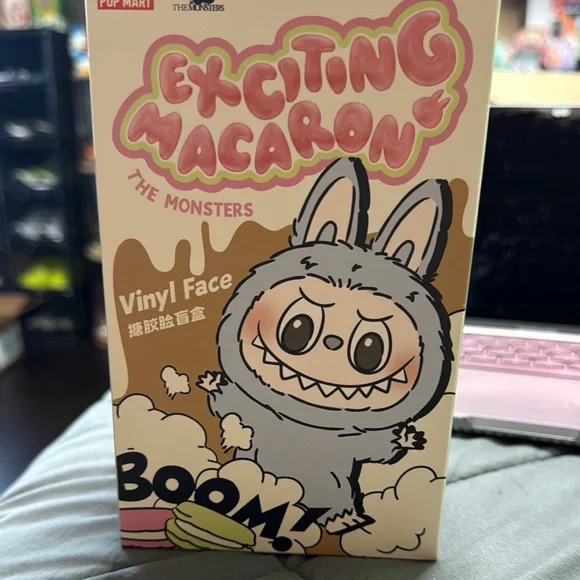 POP MART
THE MONSTERS
EXCITING
MACARON
THE MONSTERS
Vinyl Face
搪胶脸盲盒
BOOM!